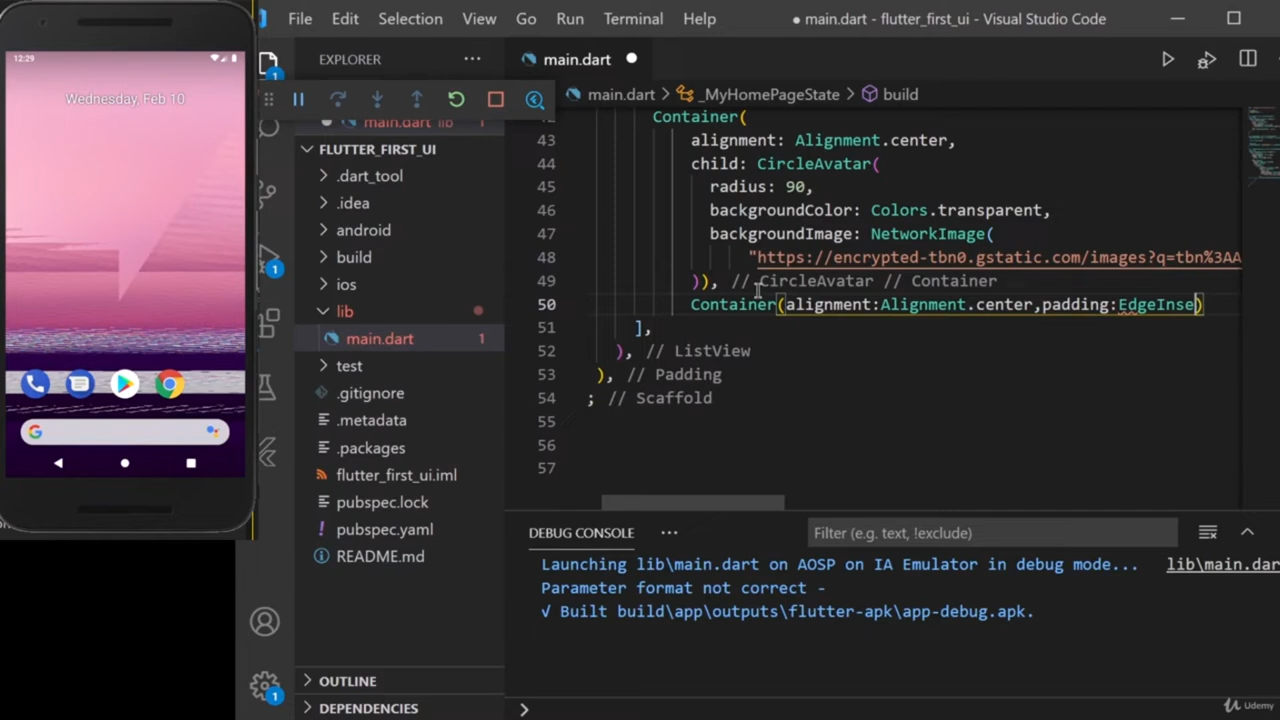 File Edit Selection View Go Run Terminal Help
● main.dart - flutter_first_ui - Visual Studio Code
12:29
Wednesday, Feb 10
EXPLORER
main.dart
main.dart lib 1
FLUTTER_FIRST_UI
.dart_tool
.idea
android
build
ios
lib
main.dart 1
test
.gitignore
.metadata
.packages
flutter_first_ui.iml
pubspec.lock
pubspec.yaml
README.md
OUTLINE
DEPENDENCIES
1
1
1
main.dart > _MyHomePageState > build
Container(
43 alignment: Alignment.center,
44 child: CircleAvatar(
45 radius: 90,
46 backgroundColor: Colors.transparent,
47 backgroundImage: NetworkImage(
48 "https://encrypted-tbn0.gstatic.com/images?q=tbn%3AA
49 )), // CircleAvatar // Container
50 Container(alignment:Alignment.center,padding:EdgeInse)
51 ],
52 ), // ListView
53 ), // Padding
54 ; // Scaffold
55
56
57
DEBUG CONSOLE
Filter (e.g. text, !exclude)
Launching lib\main.dart on AOSP on IA Emulator in debug mode... lib\main.dar
Parameter format not correct -
√ Built build\app\outputs\flutter-apk\app-debug.apk.
Udemy